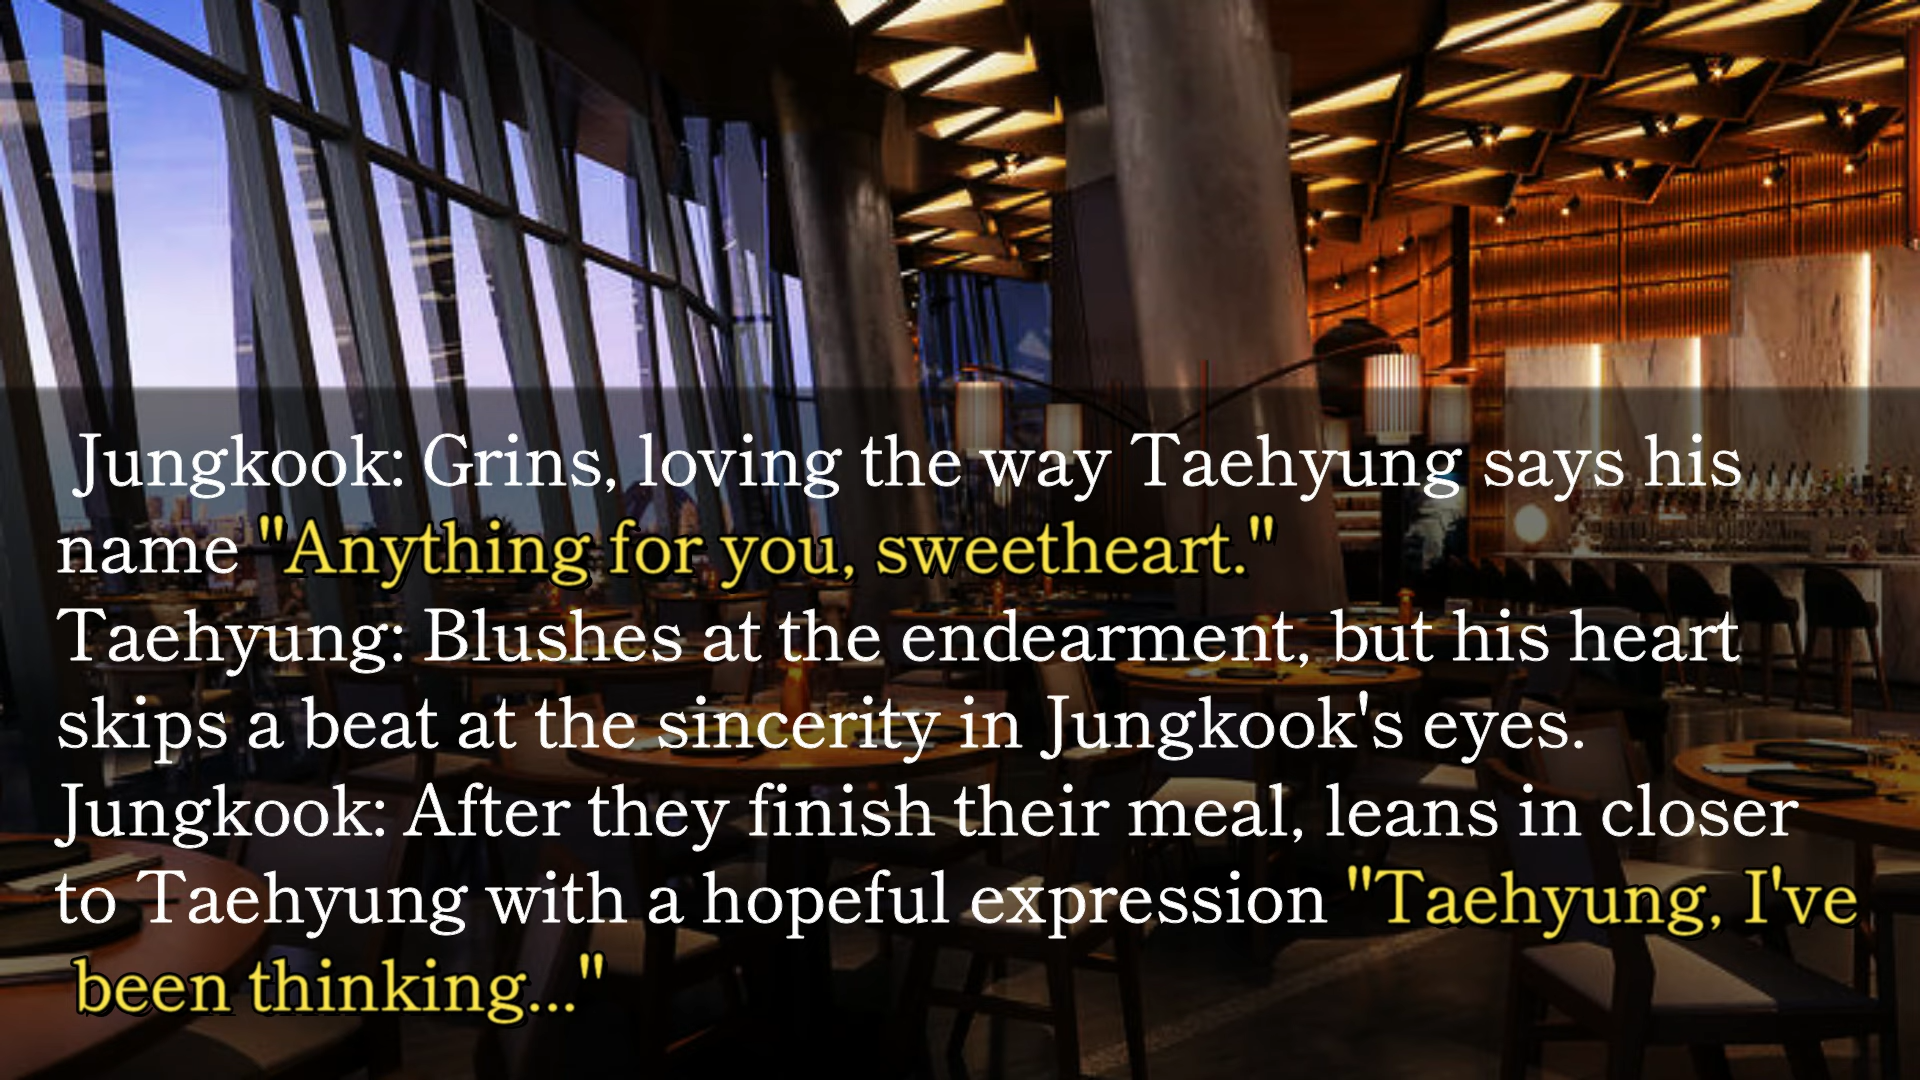 Jungkook: Grins, loving the way Taehyung says his
name "Anything for you, sweetheart."
Taehyung: Blushes at the endearment, but his heart
skips a beat at the sincerity in Jungkook's eyes.
Jungkook: After they finish their meal, leans in closer
to Taehyung with a hopeful expression "Taehyung, I've
been thinking..."